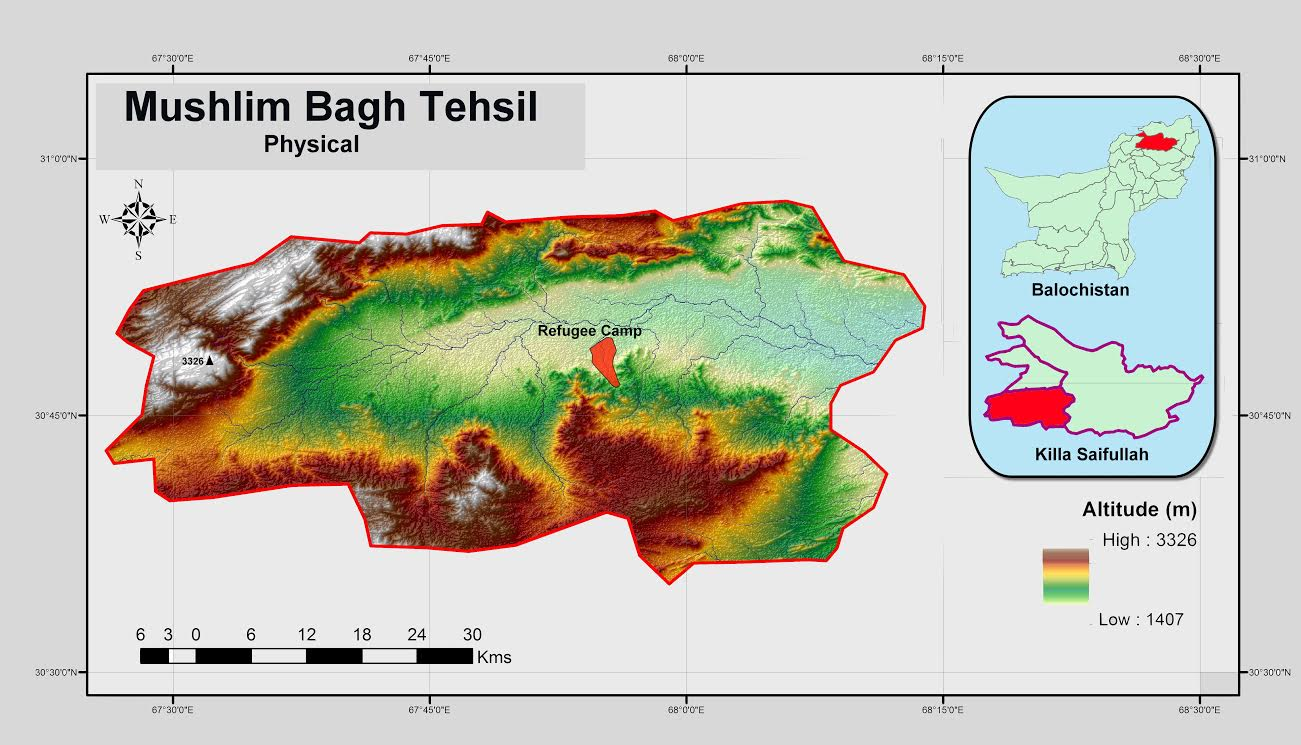 67°30'0"E 67°45'0"E 68°0'0"E 68°15'0"E 68°30'0"E
Mushlim Bagh Tehsil
Physical
31°0'0"N 31°0'0"N
N
W E
S
Balochistan
Refugee Camp
3326
30°45'0"N 30°45'0"N
Killa Saifullah
Altitude (m)
High : 3326
Low : 1407
6 3 0 6 12 18 24 30
Kms
30°30'0"N 30°30'0"N
67°30'0"E 67°45'0"E 68°0'0"E 68°15'0"E 68°30'0"E